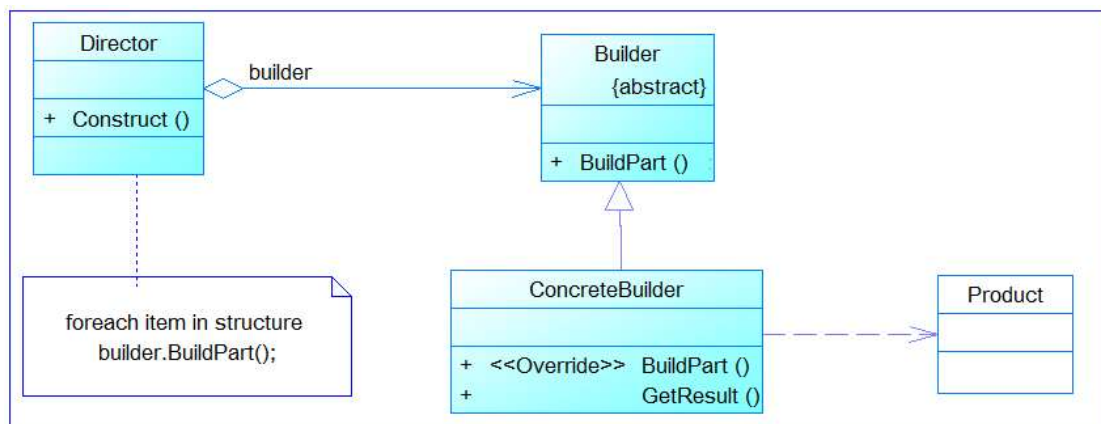 Director
+ Construct ()
builder
Builder
{abstract}
+ BuildPart ()
foreach item in structure
builder.BuildPart();
ConcreteBuilder
+ <<Override>> BuildPart ()
+ GetResult ()
Product